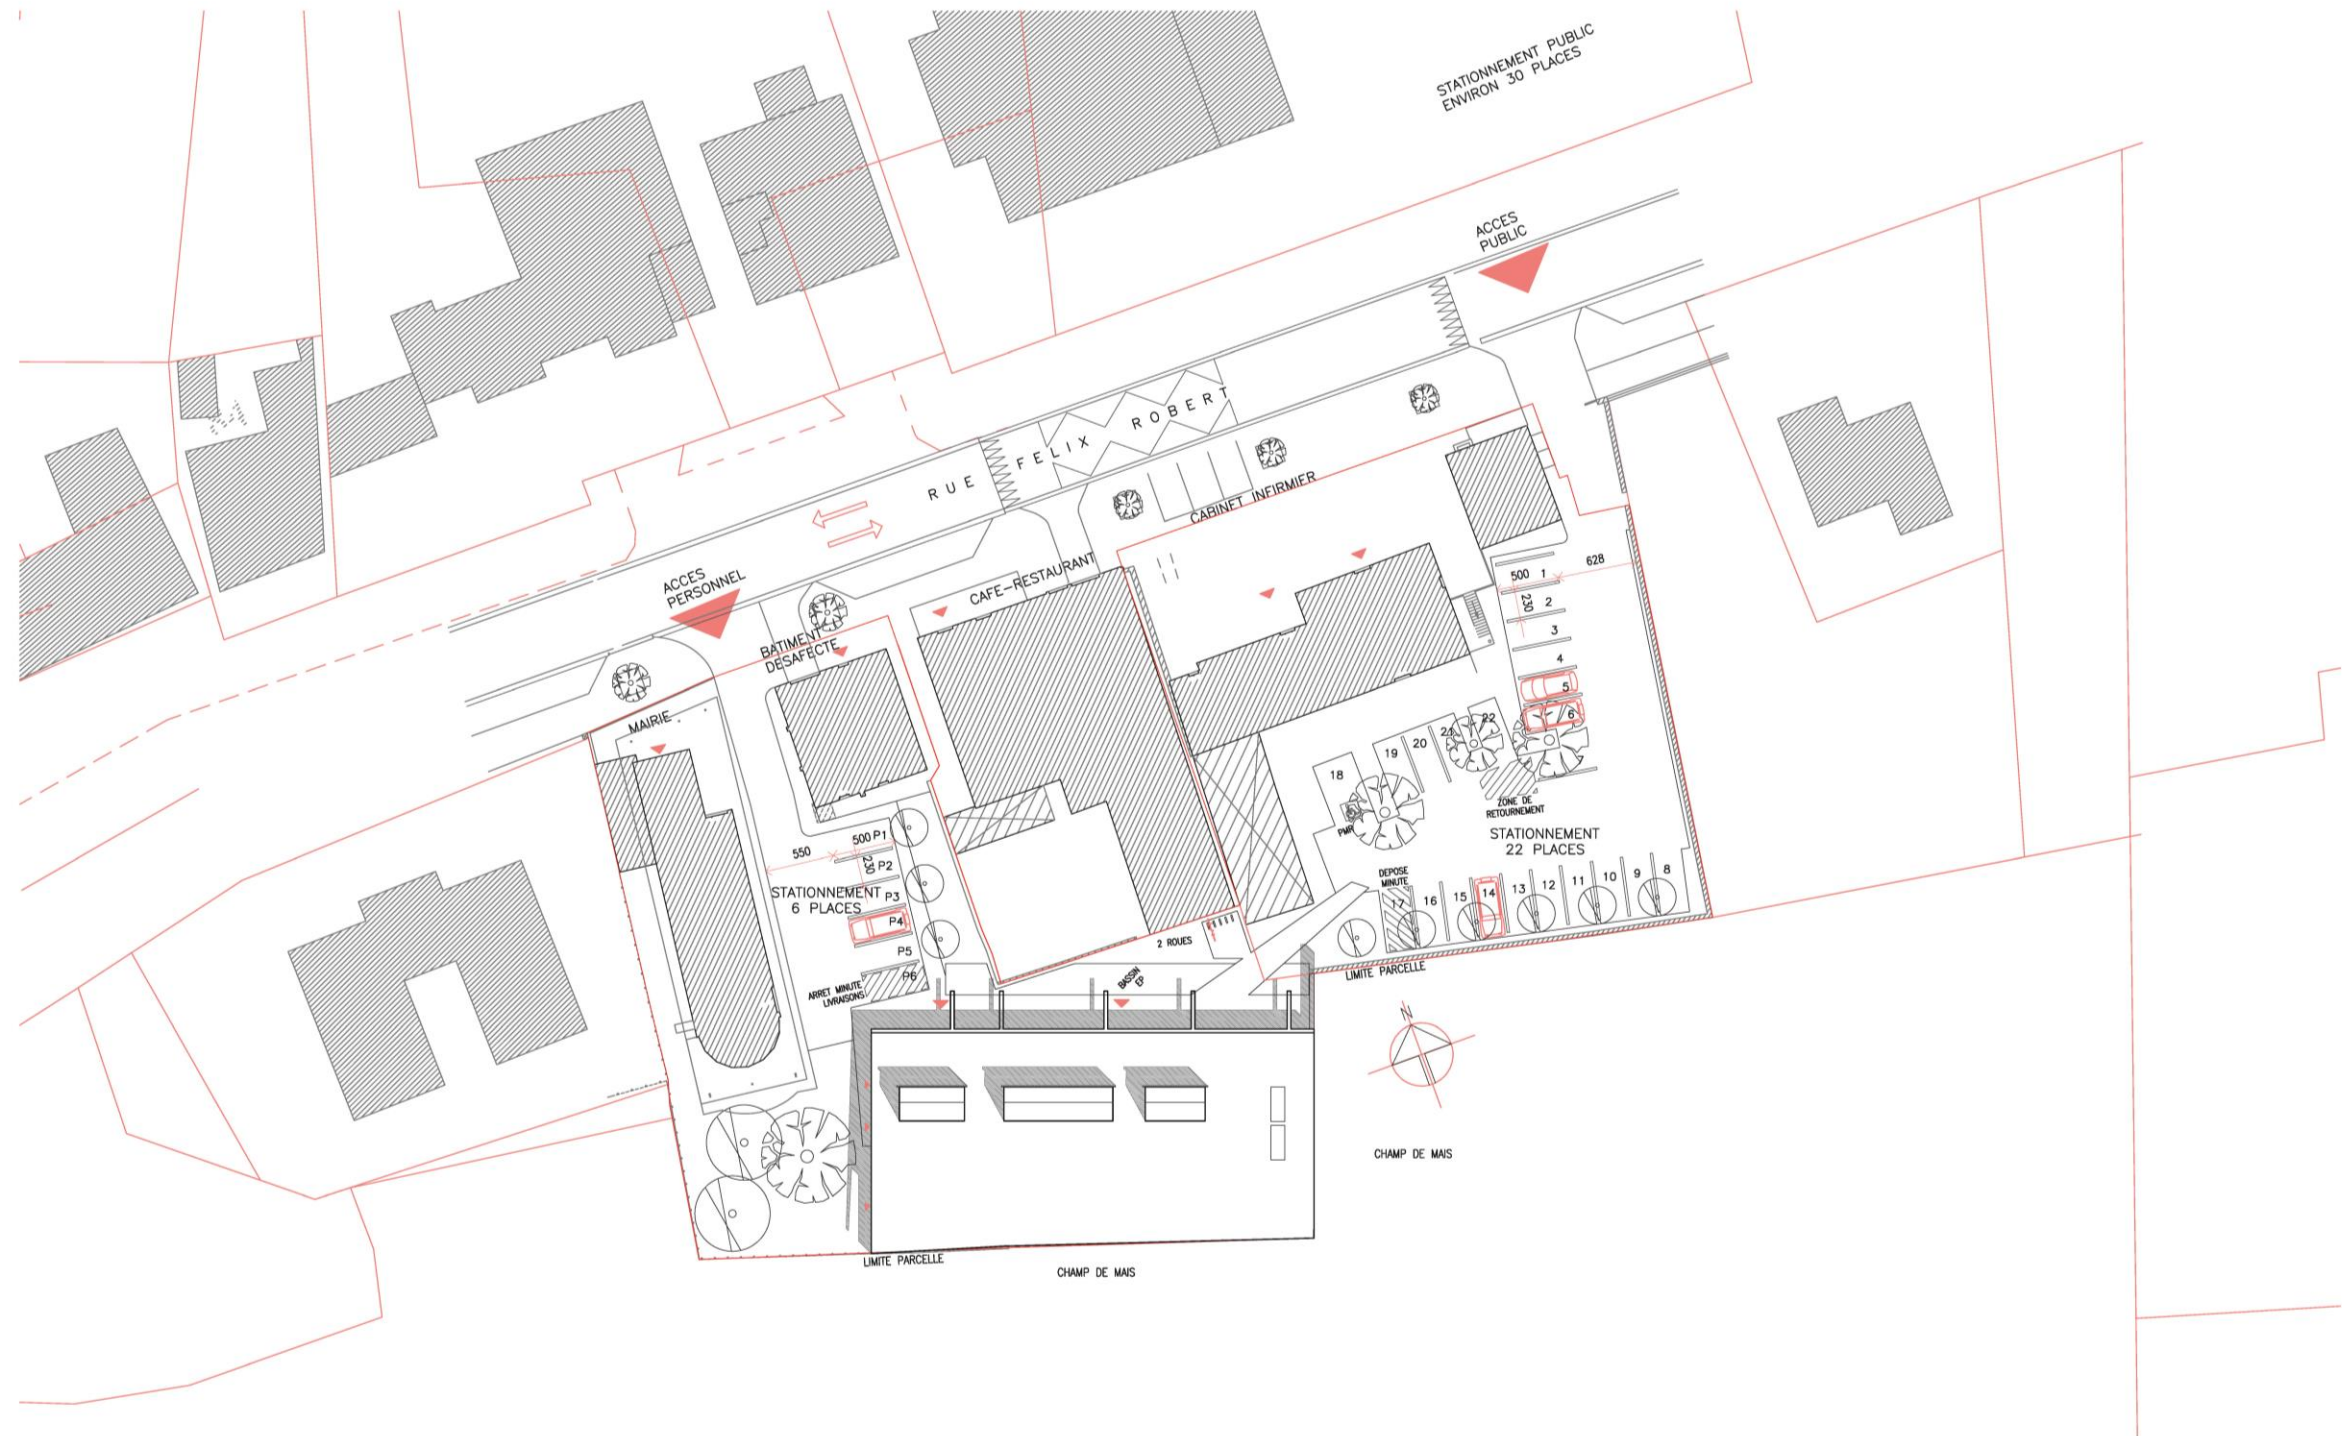 STATIONNEMENT PUBLIC
ENVIRON 30 PLACES
ACCES
PUBLIC
RUE FELIX ROBERT
CABINET INFIRMIER
CAFE-RESTAURANT
ACCES
PERSONNEL
BATIMENT
DESAFECTE
MAIRIE
628
500
1
230
2
3
4
5
6
22
21
20
19
18
PMR
ZONE DE
RETOURNEMENT
STATIONNEMENT
22 PLACES
DEPOSE
MINUTE
17
16
15
14
13
12
11
10
9
8
550
500
P1
230
P2
P3
P4
P5
P6
STATIONNEMENT
6 PLACES
ARRET MINUTE
LIVRAISONS
2 ROUES
BASSIN
EP
LIMITE PARCELLE
N
CHAMP DE MAIS
LIMITE PARCELLE
CHAMP DE MAIS